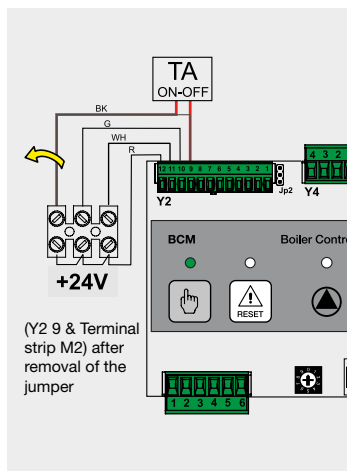 TA
ON-OFF
BK
G
WH
R
12 11 10 9 8 7 6 5 4 3 2 1
Y2
Jp2
4 3 2
Y4
+24V
BCM
Boiler Contr
RESET
(Y2 9 & Terminal
strip M2) after
removal of the
jumper
1 2 3 4 5 6